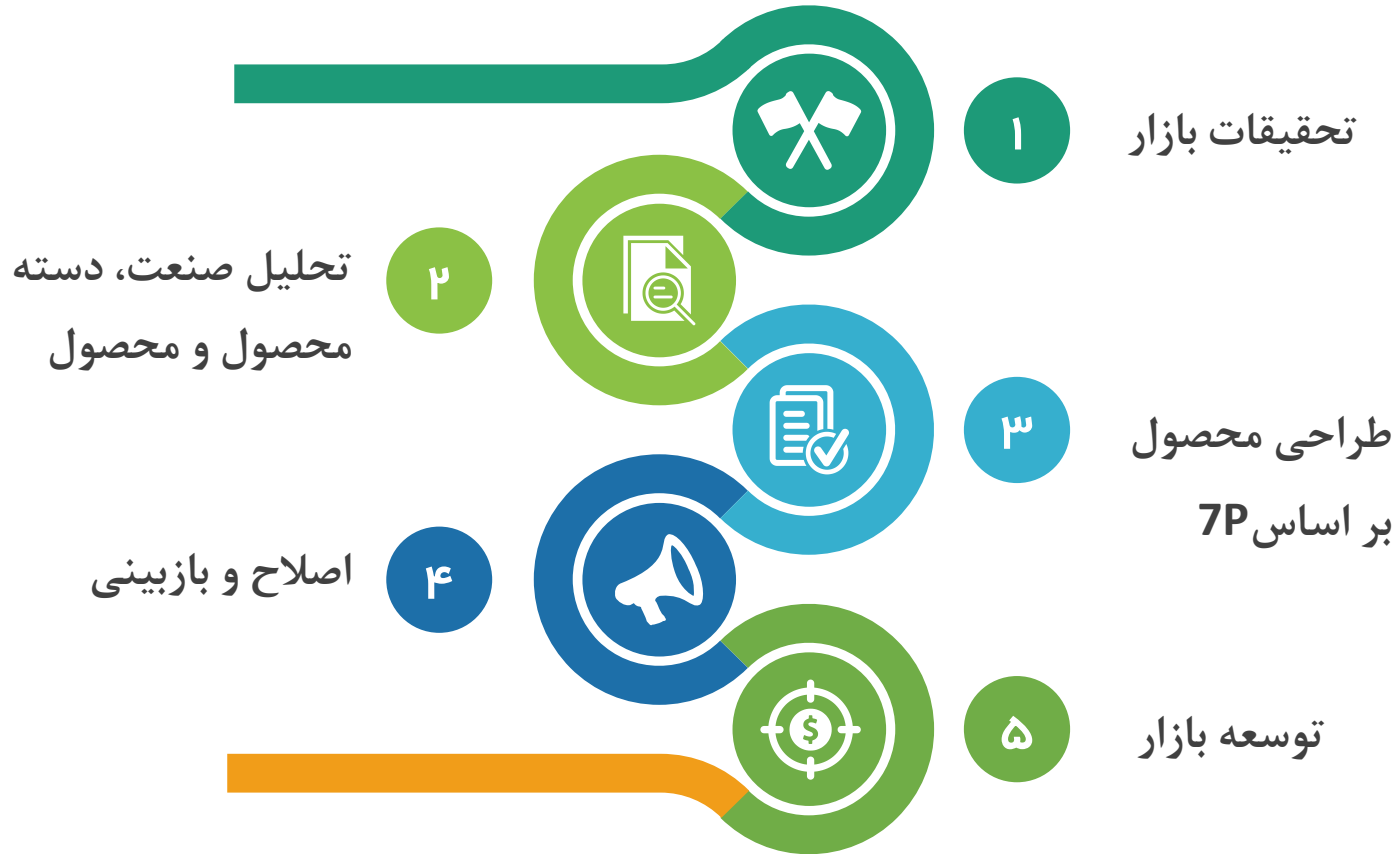 ۱
تحقیقات بازار
۲
تحلیل صنعت، دسته
محصول و محصول
۳
طراحی محصول
بر اساس7P
۴
اصلاح و بازبینی
۵
توسعه بازار
$